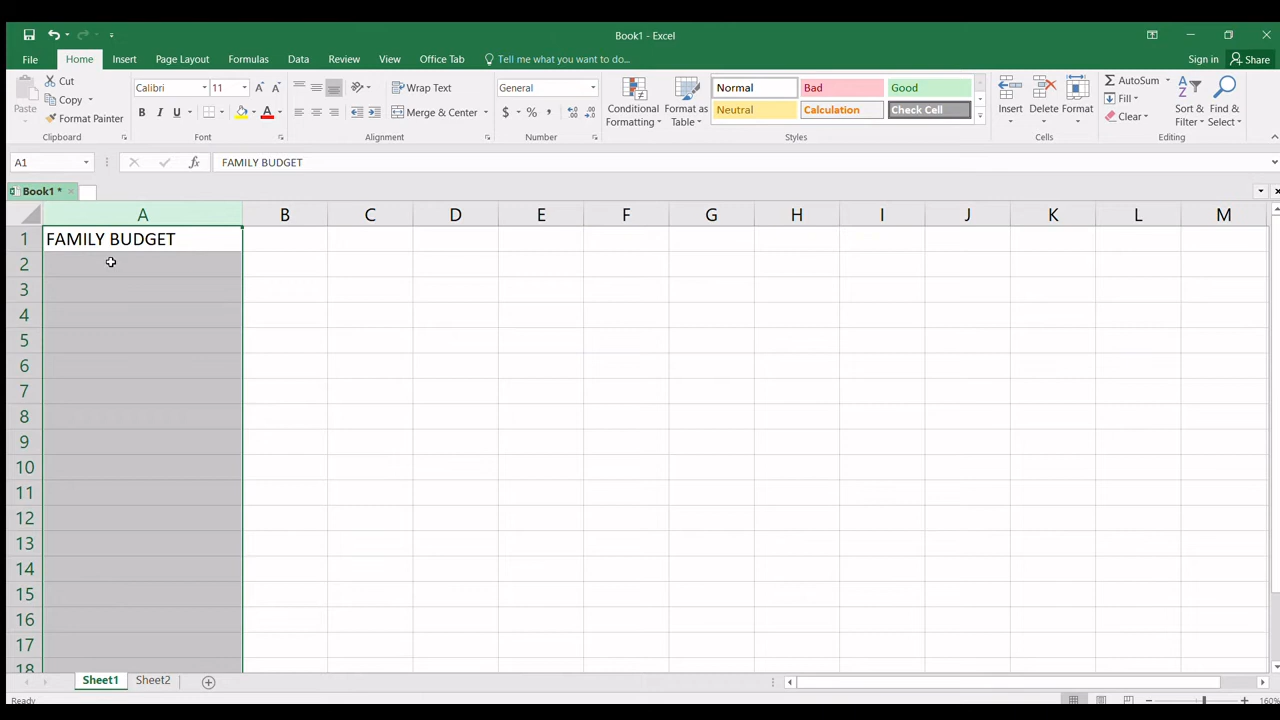 Book1 - Excel
File Home Insert Page Layout Formulas Data Review View Office Tab Tell me what you want to do... Sign in Share
Paste Cut Copy Format Painter
Calibri 11
B I U
Wrap Text
Merge & Center
General
$ % ,
Conditional Formatting
Format as Table
Normal Bad Good
Neutral Calculation Check Cell
Insert Delete Format
AutoSum
Fill
Clear
Sort & Filter
Find & Select
Clipboard Font Alignment Number Styles Cells Editing
A1 fx FAMILY BUDGET
Book1 *
A B C D E F G H I J K L M
1 FAMILY BUDGET
2
3
4
5
6
7
8
9
10
11
12
13
14
15
16
17
18
Sheet1 Sheet2
Ready 160%